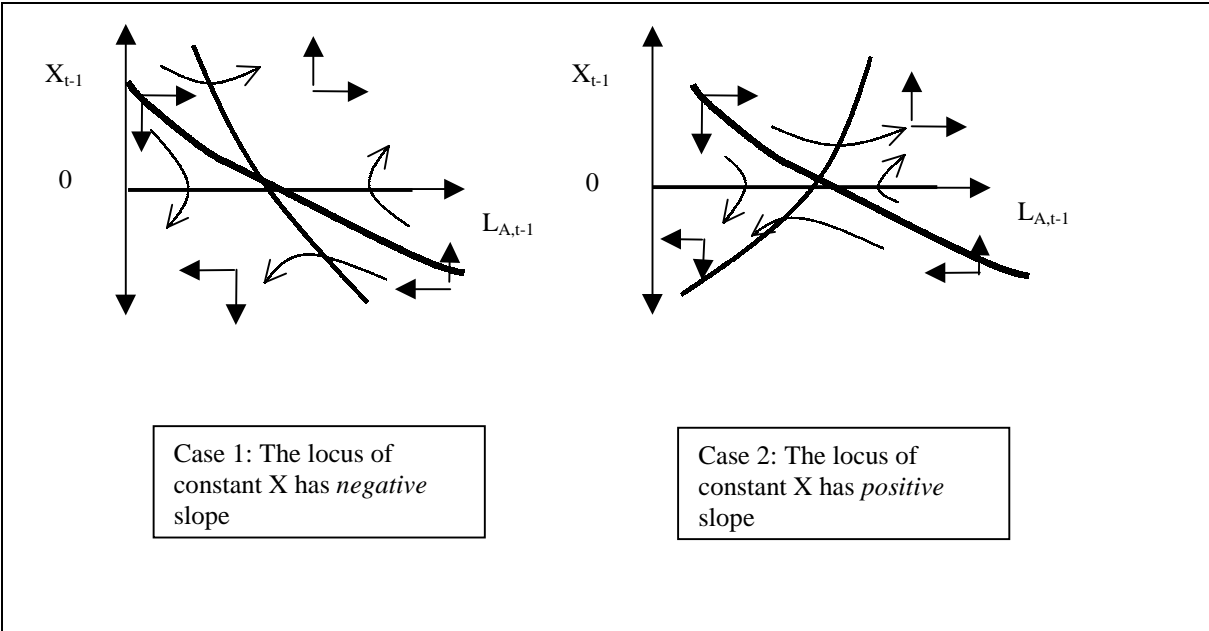 X_{t-1}
0
L_{A,t-1}
Case 1: The locus of
constant X has negative
slope
X_{t-1}
0
L_{A,t-1}
Case 2: The locus of
constant X has positive
slope